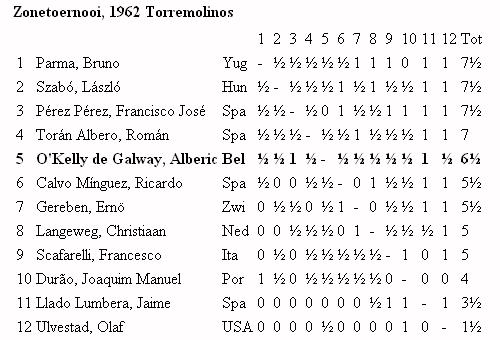 Zonetoernooi, 1962 Torremolinos
1 2 3 4 5 6 7 8 9 10 11 12 Tot
1 Parma, Bruno Yug - ½ ½ ½ ½ ½ 1 1 1 0 1 1 7½
2 Szabó, László Hun ½ - ½ ½ ½ 1 ½ 1 ½ ½ 1 1 7½
3 Pérez Pérez, Francisco José Spa ½ ½ - ½ 0 1 ½ ½ 1 1 1 1 7½
4 Torán Albero, Román Spa ½ ½ ½ - ½ ½ 1 ½ ½ ½ 1 1 7
5 O'Kelly de Galway, Alberic Bel ½ ½ 1 ½ - ½ ½ ½ ½ ½ 1 ½ 6½
6 Calvo Mínguez, Ricardo Spa ½ 0 0 ½ ½ - 0 1 ½ ½ 1 1 5½
7 Gereben, Ernö Zwi 0 ½ ½ 0 ½ 1 - 0 ½ ½ 1 1 5½
8 Langeweg, Christiaan Ned 0 0 ½ ½ ½ 0 1 - ½ ½ ½ 1 5
9 Scafarelli, Francesco Ita 0 ½ 0 ½ ½ ½ ½ ½ - 1 0 1 5
10 Durão, Joaquim Manuel Por 1 ½ 0 ½ ½ ½ ½ ½ 0 - 0 0 4
11 Llado Lumbera, Jaime Spa 0 0 0 0 0 0 0 ½ 1 1 - 1 3½
12 Ulvestad, Olaf USA 0 0 0 0 ½ 0 0 0 0 1 0 - 1½